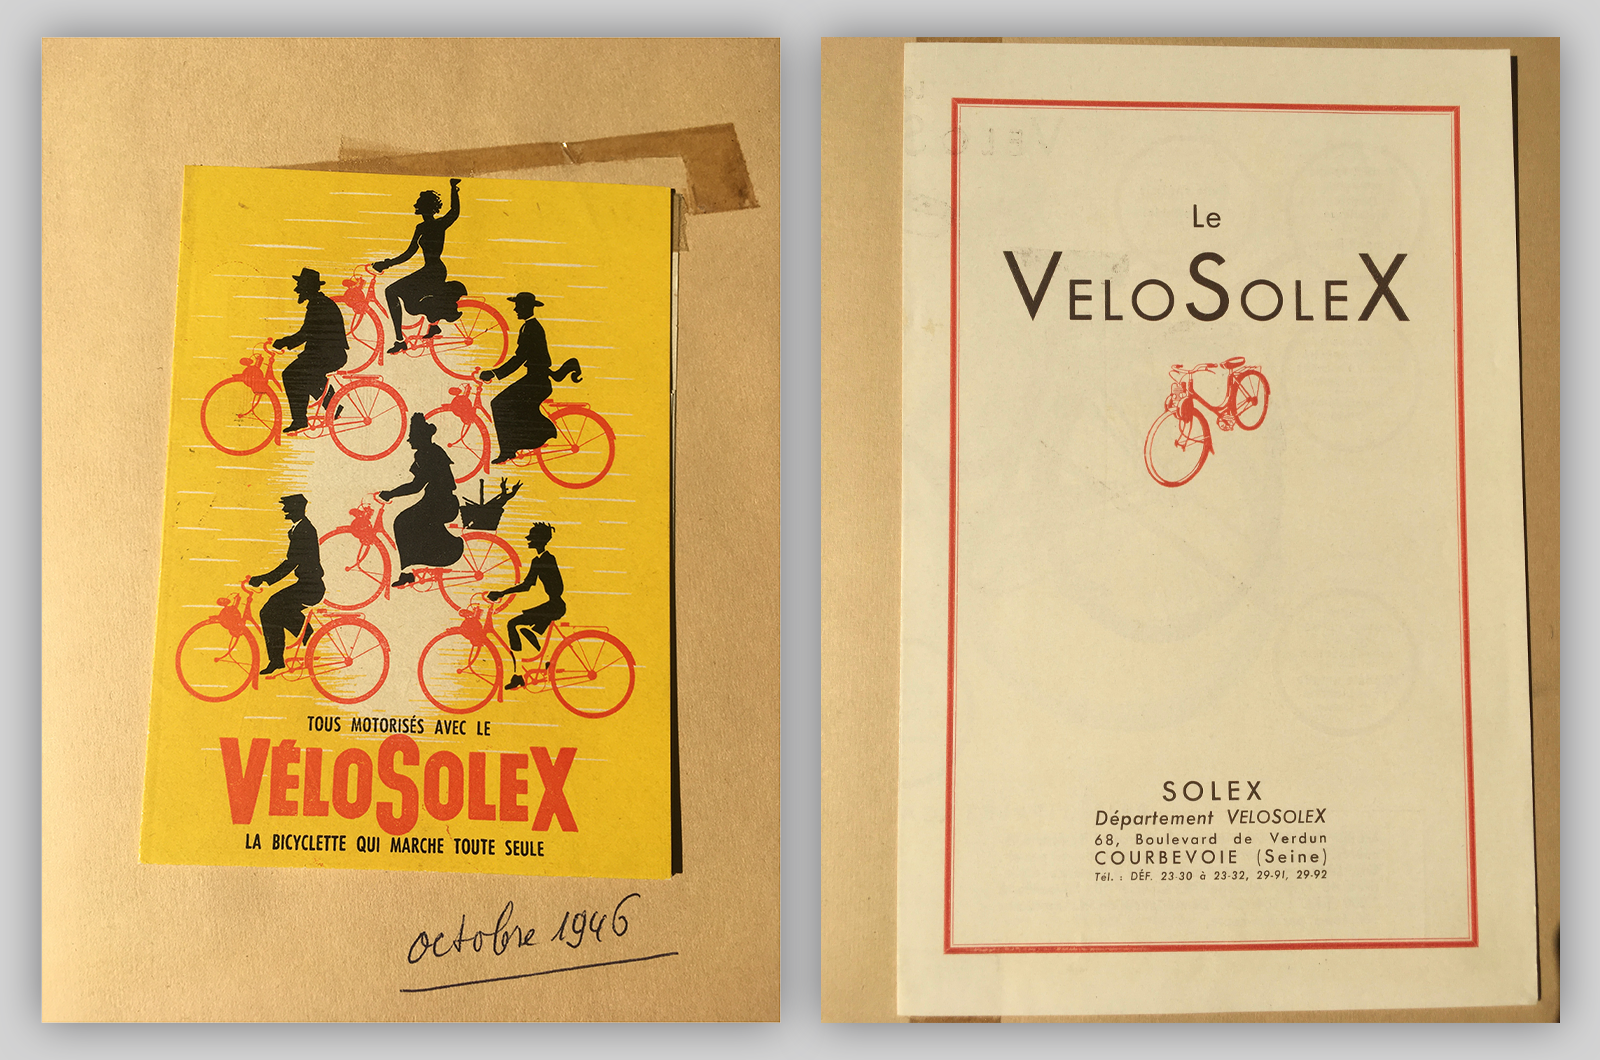 TOUS MOTORISÉS AVEC LE
VÉLOSOLEX
LA BICYCLETTE QUI MARCHE TOUTE SEULE
octobre 1946
Le
VELOSOLEX
SOLEX
Département VELOSOLEX
68, Boulevard de Verdun
COURBEVOIE (Seine)
Tél. : DÉF. 23-30 à 23-32, 29-91, 29-92